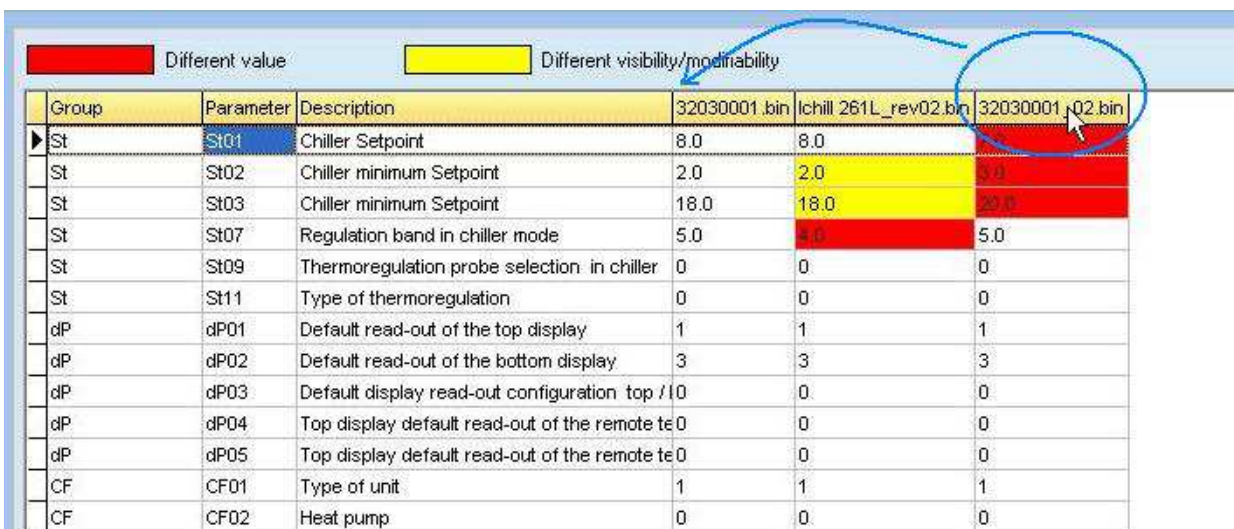 Different value Different visibility/modifiability
Group Parameter Description 32030001.bin Ichill 261L_rev02.bin 32030001_02.bin
St St01 Chiller Setpoint 8.0 8.0
St St02 Chiller minimum Setpoint 2.0 2.0 3.0
St St03 Chiller minimum Setpoint 18.0 18.0 20.0
St St07 Regulation band in chiller mode 5.0 4.0 5.0
St St09 Thermoregulation probe selection in chiller 0 0 0
St St11 Type of thermoregulation 0 0 0
dP dP01 Default read-out of the top display 1 1 1
dP dP02 Default read-out of the bottom display 3 3 3
dP dP03 Default display read-out configuration top / 0 0 0
dP dP04 Top display default read-out of the remote te 0 0 0
dP dP05 Top display default read-out of the remote te 0 0 0
CF CF01 Type of unit 1 1 1
CF CF02 Heat pump 0 0 0